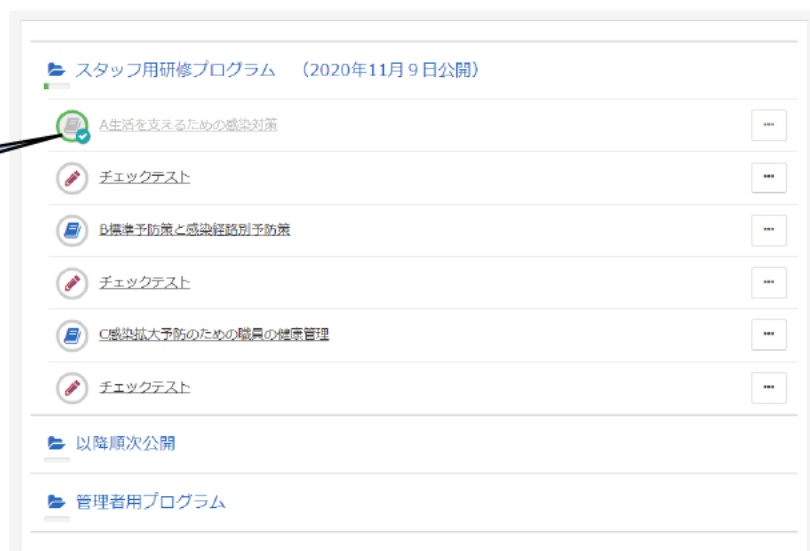 スタッフ用研修プログラム　（2020年11月９日公開）
A生活を支えるための感染対策
チェックテスト
B標準予防策と感染経路別予防策
チェックテスト
C感染拡大予防のための職員の健康管理
チェックテスト
以降順次公開
管理者用プログラム